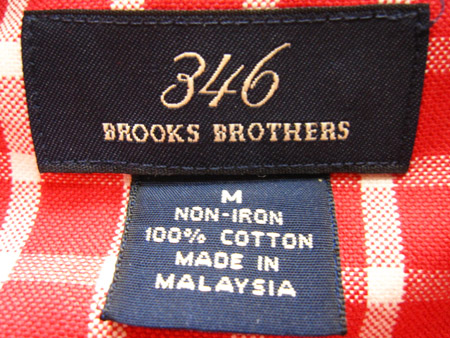 346
BROOKS BROTHERS
M
NON-IRON
100% COTTON
MADE IN
MALAYSIA